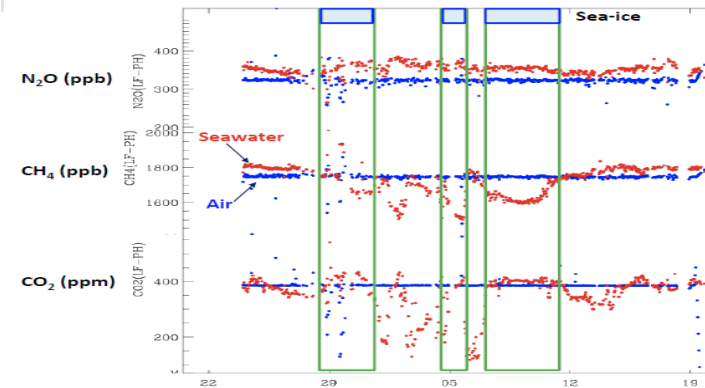 Sea-ice
N₂O (ppb)
N2O(LF-PH)
400
300
200
CH₄ (ppb)
CH4(LF-PH)
2000
1800
1600
Seawater
Air
CO₂ (ppm)
CO2(LF-PH)
400
200
0
22 29 05 12 19